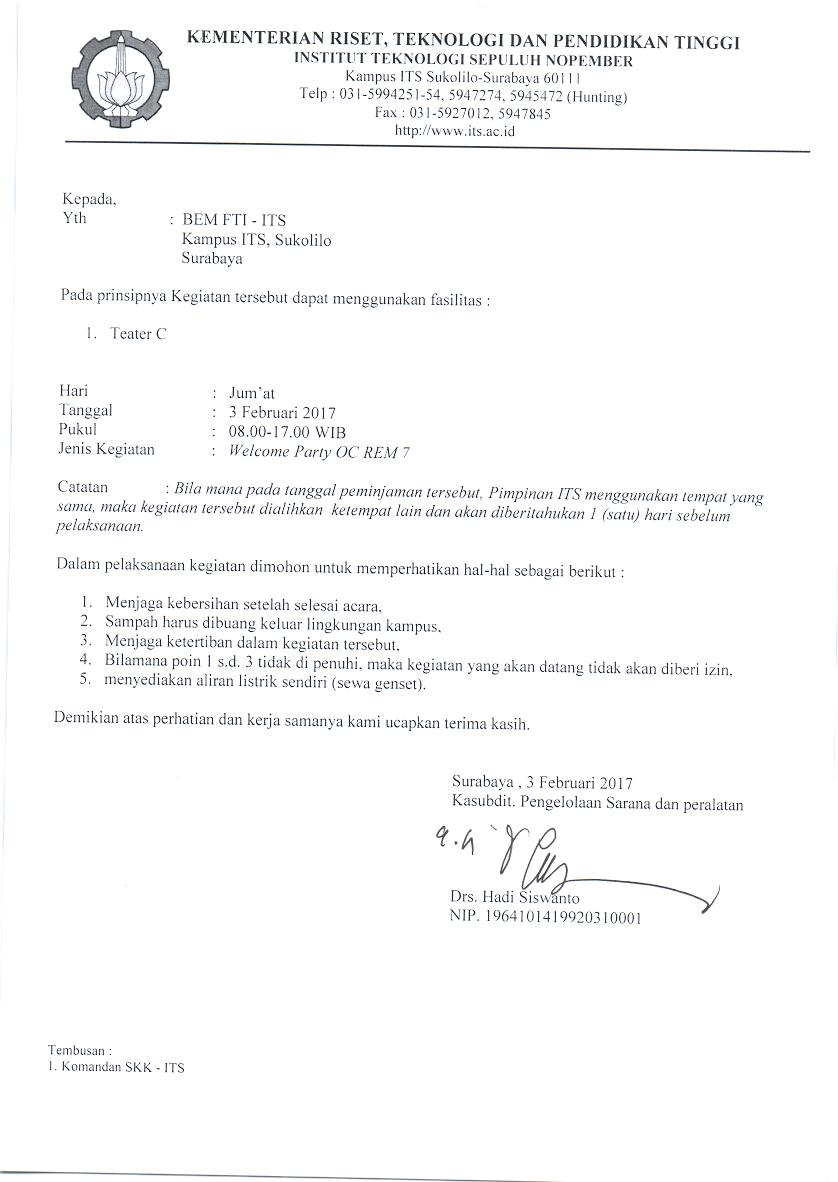 KEMENTERIAN RISET, TEKNOLOGI DAN PENDIDIKAN TINGGI
INSTITUT TEKNOLOGI SEPULUH NOPEMBER
Kampus ITS Sukolilo-Surabaya 60111
Telp : 031-5994251-54, 5947274, 5945472 (Hunting)
Fax : 031-5927012, 5947845
http://www.its.ac.id
Kepada,
Yth : BEM FTI - ITS
Kampus ITS, Sukolilo
Surabaya
Pada prinsipnya Kegiatan tersebut dapat menggunakan fasilitas :
1. Teater C
Hari : Jum'at
Tanggal : 3 Februari 2017
Pukul : 08.00-17.00 WIB
Jenis Kegiatan : Welcome Party OC REM 7
Catatan : Bila mana pada tanggal peminjaman tersebut, Pimpinan ITS menggunakan tempat yang
sama, maka kegiatan tersebut dialihkan ketempat lain dan akan diberitahukan 1 (satu) hari sebelum
pelaksanaan.
Dalam pelaksanaan kegiatan dimohon untuk memperhatikan hal-hal sebagai berikut :
1. Menjaga kebersihan setelah selesai acara,
2. Sampah harus dibuang keluar lingkungan kampus,
3. Menjaga ketertiban dalam kegiatan tersebut,
4. Bilamana poin 1 s.d. 3 tidak di penuhi, maka kegiatan yang akan datang tidak akan diberi izin,
5. menyediakan aliran listrik sendiri (sewa genset).
Demikian atas perhatian dan kerja samanya kami ucapkan terima kasih.
Surabaya , 3 Februari 2017
Kasubdit. Pengelolaan Sarana dan peralatan
Drs. Hadi Siswanto
NIP. 1964101419920310001
Tembusan :
1. Komandan SKK - ITS